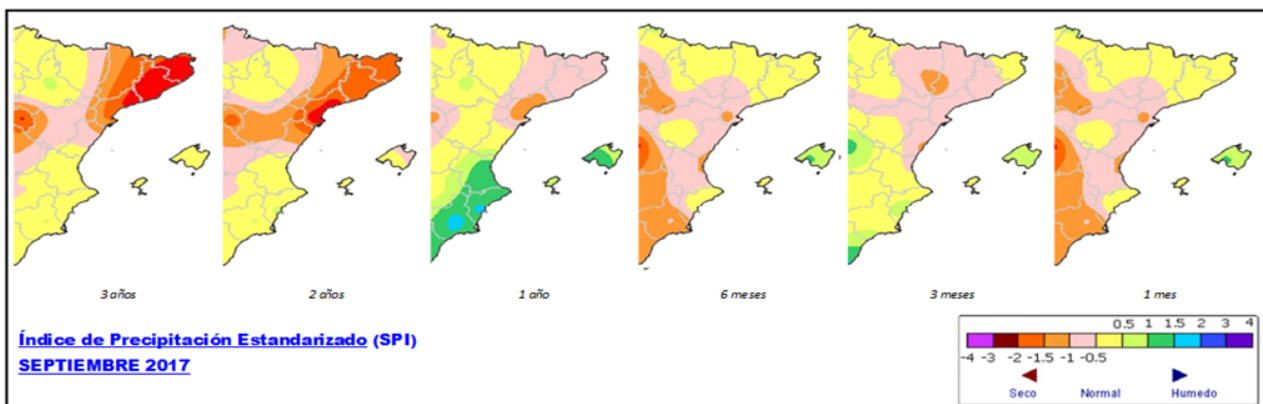 3 años 2 años 1 año 6 meses 3 meses 1 mes
Índice de Precipitación Estandarizado (SPI)
SEPTIEMBRE 2017
0.5 1 1.5 2 3 4
-4 -3 -2 -1.5 -1 -0.5
Seco Normal Humedo